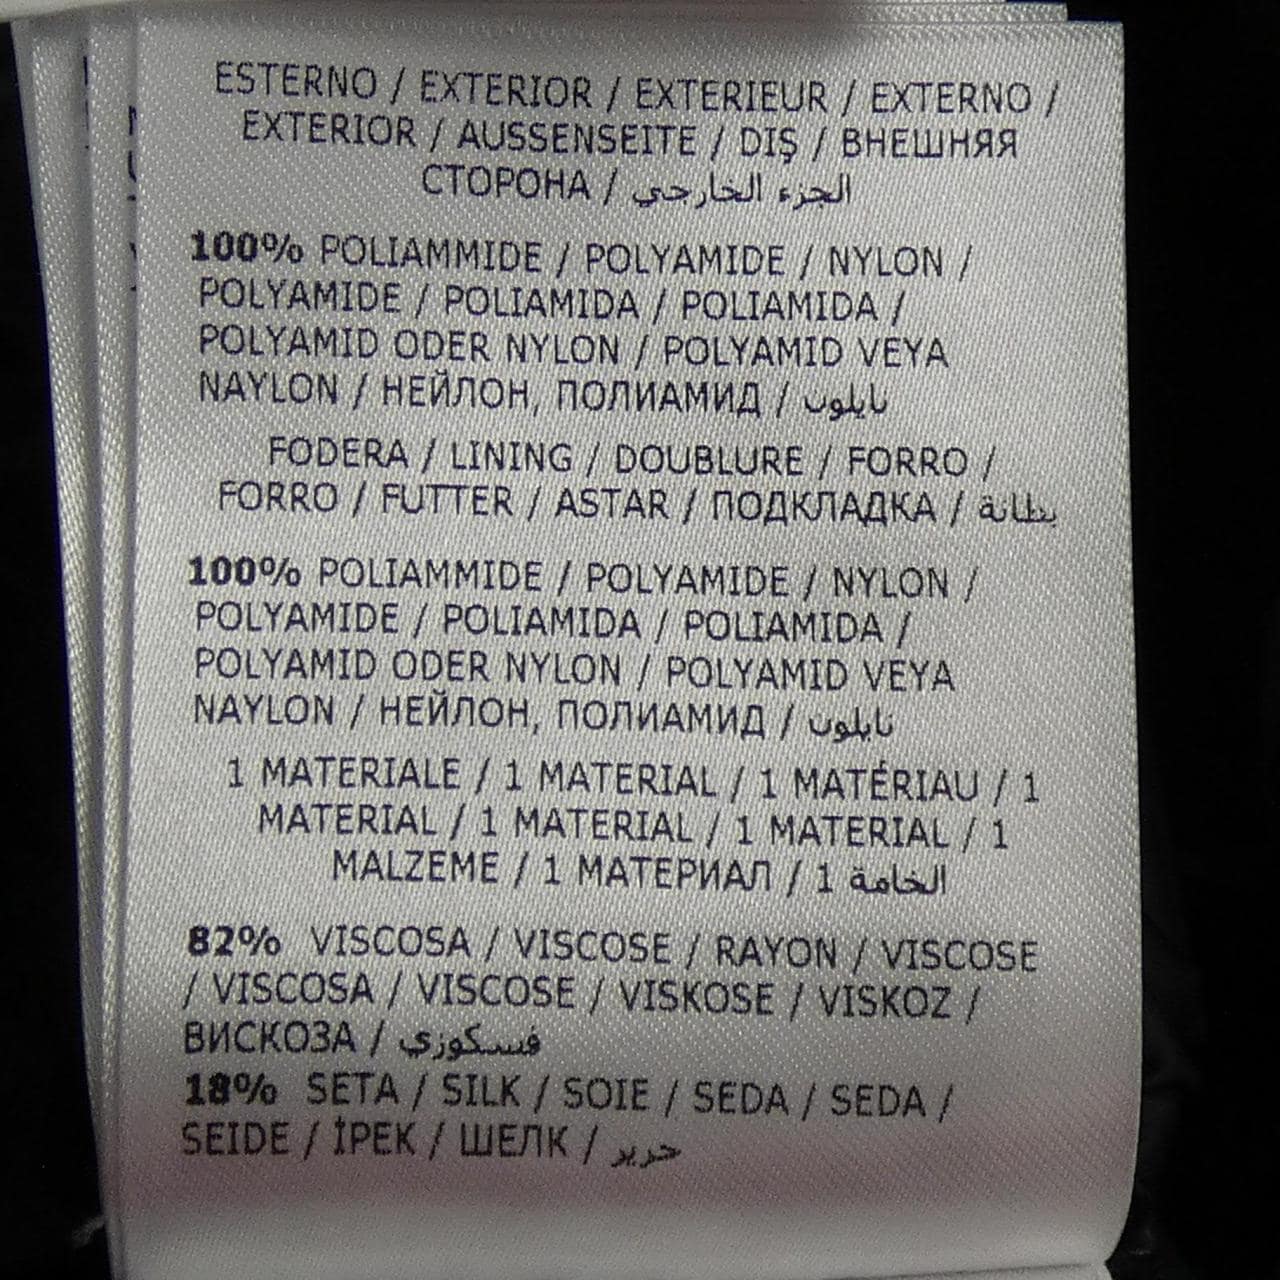 ESTERNO / EXTERIOR / EXTERIEUR / EXTERNO /
EXTERIOR / AUSSENSEITE / DIŞ / ВНЕШНЯЯ
СТОРОНА / الجزء الخارجي
100% POLIAMMIDE / POLYAMIDE / NYLON /
POLYAMIDE / POLIAMIDA / POLIAMIDA /
POLYAMID ODER NYLON / POLYAMID VEYA
NAYLON / НЕЙЛОН, ПОЛИАМИД / نايلون
FODERA / LINING / DOUBLURE / FORRO /
FORRO / FUTTER / ASTAR / ПОДКЛАДКА / بطانة
100% POLIAMMIDE / POLYAMIDE / NYLON /
POLYAMIDE / POLIAMIDA / POLIAMIDA /
POLYAMID ODER NYLON / POLYAMID VEYA
NAYLON / НЕЙЛОН, ПОЛИАМИД / نايلون
1 MATERIALE / 1 MATERIAL / 1 MATÉRIAU / 1
MATERIAL / 1 MATERIAL / 1 MATERIAL / 1
MALZEME / 1 МАТЕРИАЛ / 1 الخامة
82% VISCOSA / VISCOSE / RAYON / VISCOSE
/ VISCOSA / VISCOSE / VISKOSE / VISKOZ /
ВИСКОЗА / فسكوزي
18% SETA / SILK / SOIE / SEDA / SEDA /
SEIDE / İPEK / ШЕЛК / حرير